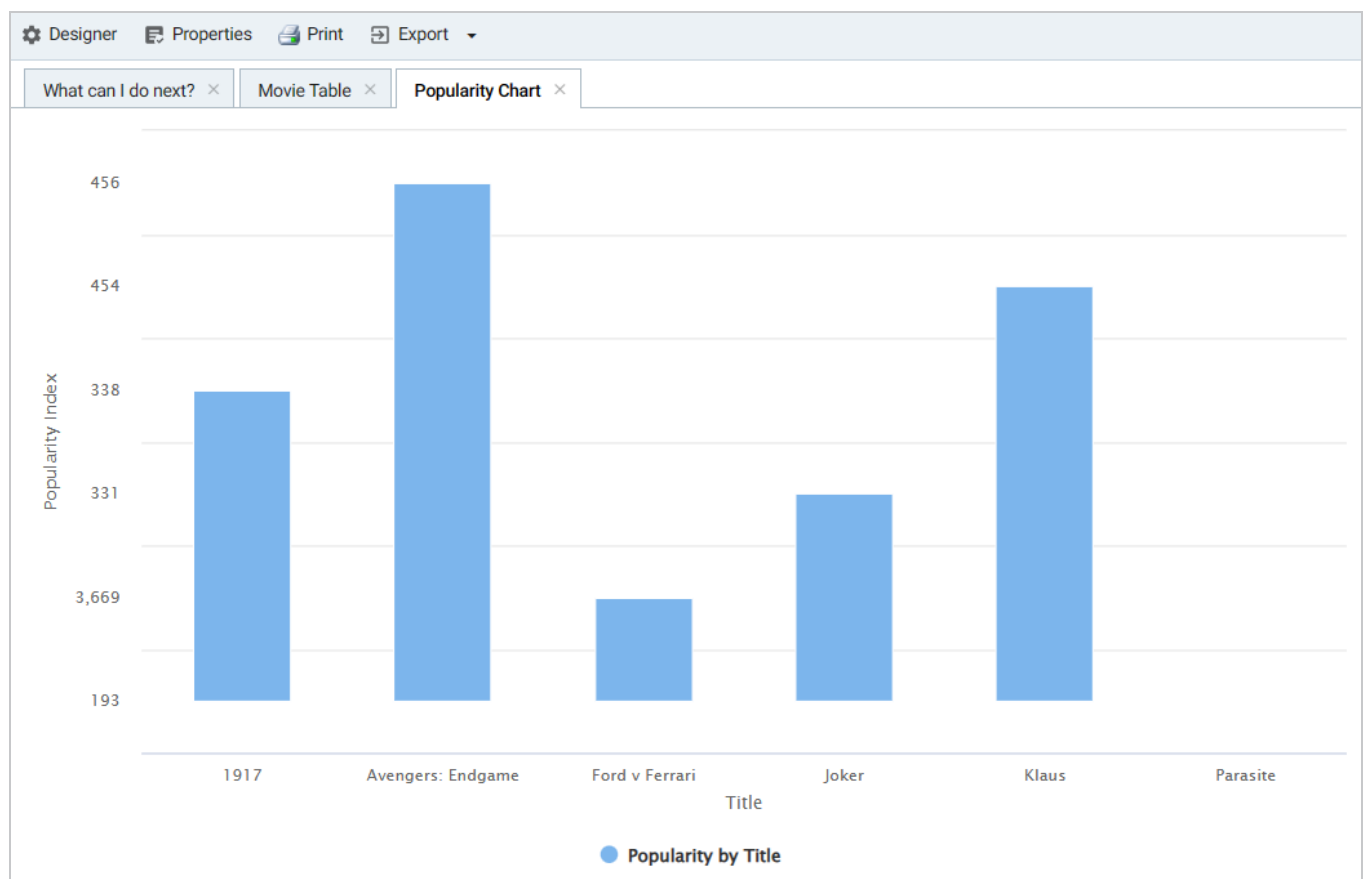 Designer Properties Print Export
What can I do next? Movie Table Popularity Chart
456
454
338
331
3,669
193
Popularity Index
1917 Avengers: Endgame Ford v Ferrari Joker Klaus Parasite
Title
Popularity by Title